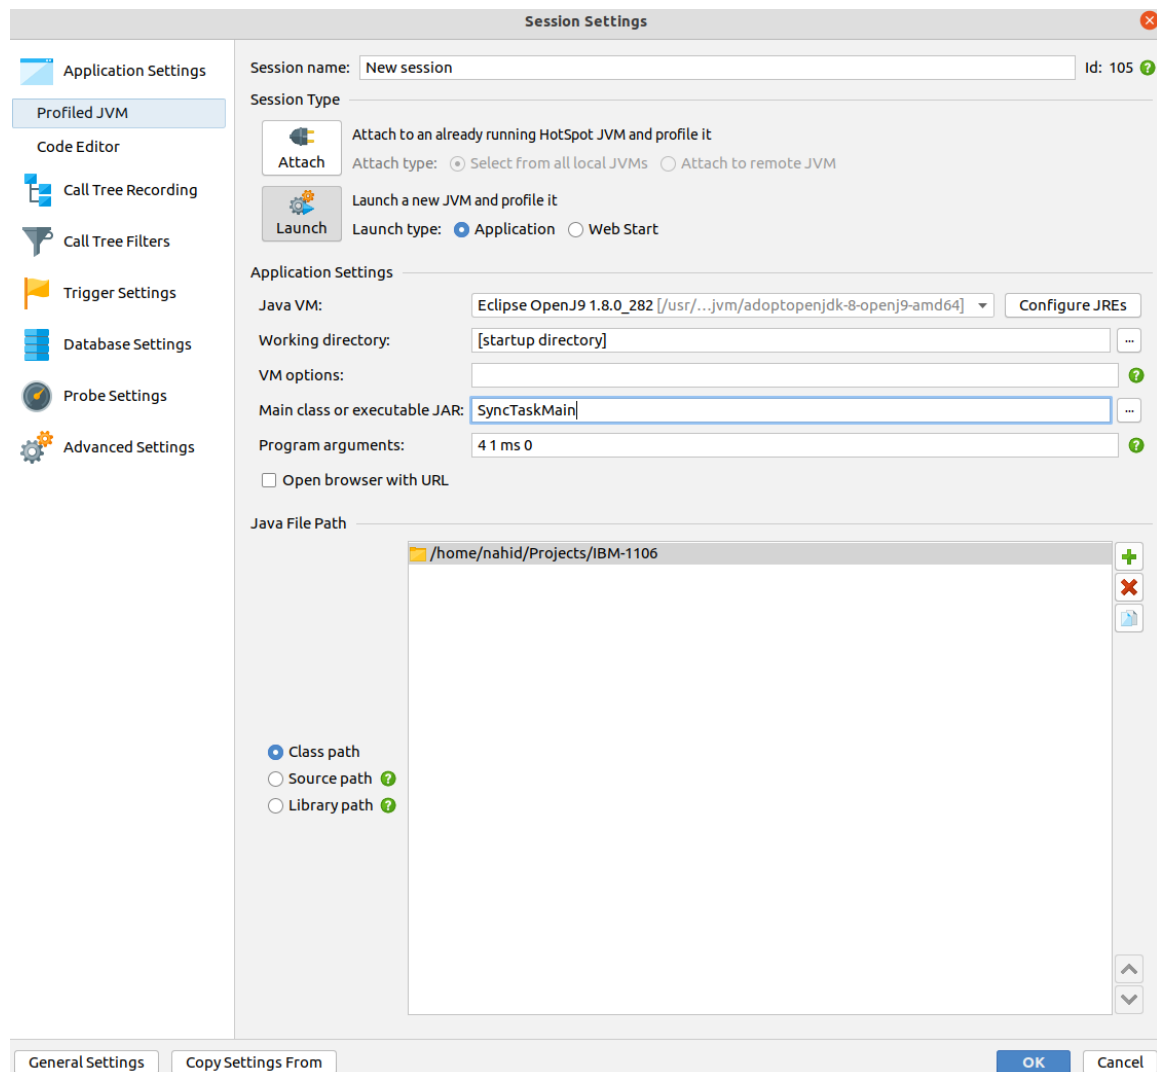 Session Settings
Application Settings
Profiled JVM
Code Editor
Call Tree Recording
Call Tree Filters
Trigger Settings
Database Settings
Probe Settings
Advanced Settings
Session name: New session Id: 105
Session Type
Attach
Attach to an already running HotSpot JVM and profile it
Attach type: Select from all local JVMs Attach to remote JVM
Launch
Launch a new JVM and profile it
Launch type: Application Web Start
Application Settings
Java VM: Eclipse OpenJ9 1.8.0_282 [/usr/...jvm/adoptopenjdk-8-openj9-amd64] Configure JREs
Working directory: [startup directory] ...
VM options:
Main class or executable JAR: SyncTaskMain ...
Program arguments: 4 1 ms 0
Open browser with URL
Java File Path
/home/nahid/Projects/IBM-1106
Class path
Source path
Library path
General Settings Copy Settings From OK Cancel